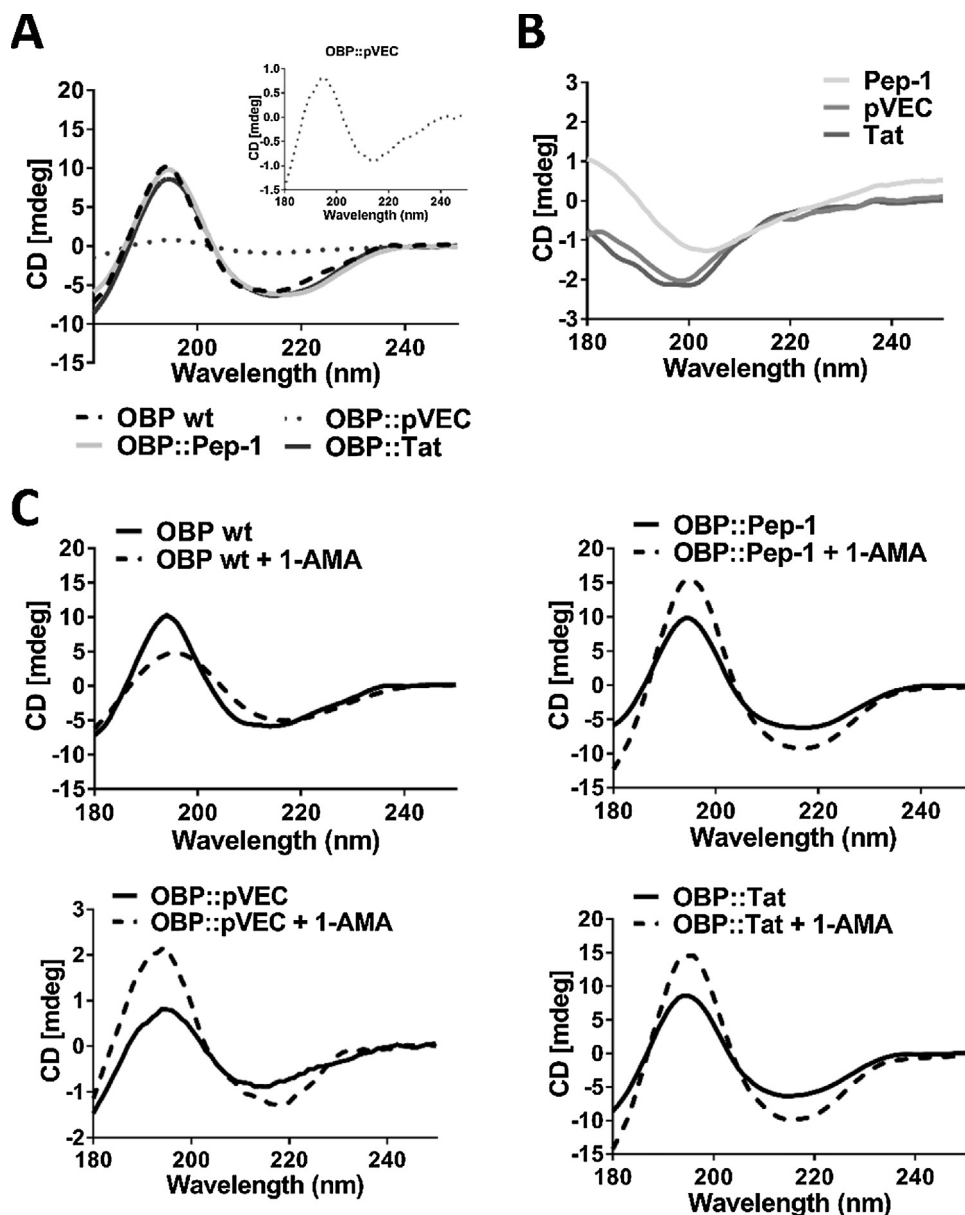 A
OBP::pVEC
CD [mdeg]
1.0
0.5
0.0
-0.5
-1.0
-1.5
180 200 220 240
Wavelength (nm)
CD [mdeg]
20
15
10
5
0
-5
-10
-15
200 220 240
Wavelength (nm)
OBP wt
OBP::pVEC
OBP::Pep-1
OBP::Tat
B
Pep-1
pVEC
Tat
CD [mdeg]
3
2
1
0
-1
-2
-3
180 200 220 240
Wavelength (nm)
C
OBP wt
OBP wt + 1-AMA
CD [mdeg]
20
15
10
5
0
-5
-10
-15
180 200 220 240
Wavelength (nm)
OBP::Pep-1
OBP::Pep-1 + 1-AMA
CD [mdeg]
20
15
10
5
0
-5
-10
-15
180 200 220 240
Wavelength (nm)
OBP::pVEC
OBP::pVEC + 1-AMA
CD [mdeg]
3
2
1
0
-1
-2
180 200 220 240
Wavelength (nm)
OBP::Tat
OBP::Tat + 1-AMA
CD [mdeg]
20
15
10
5
0
-5
-10
-15
180 200 220 240
Wavelength (nm)